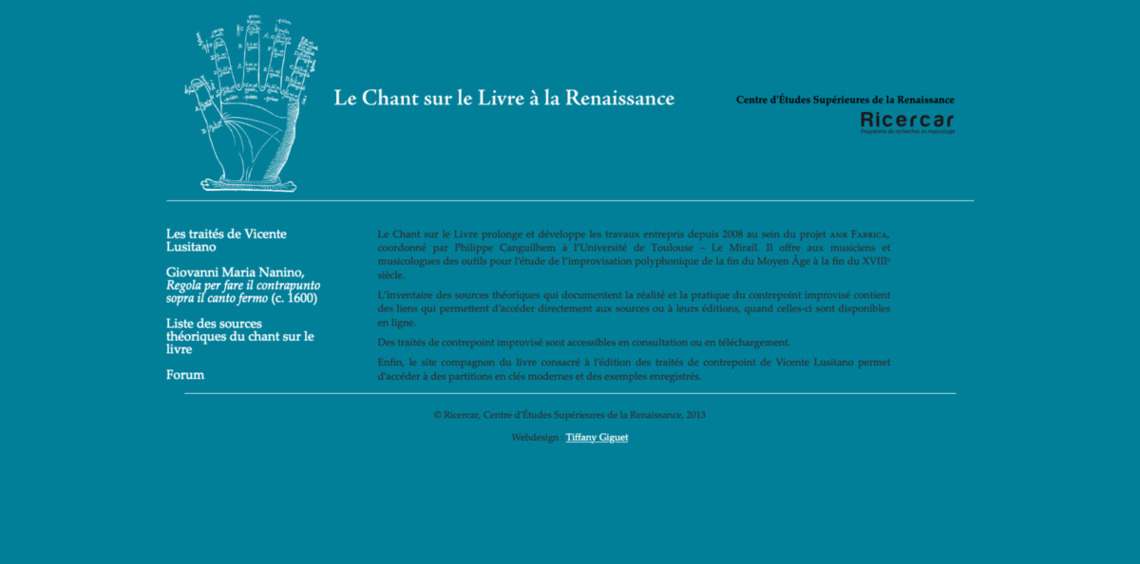 Le Chant sur le Livre à la Renaissance
Centre d'Études Supérieures de la Renaissance
Ricercar
Programme de recherches en musicologie
Les traités de Vicente
Lusitano
Giovanni Maria Nanino,
Regola per fare il contrapunto
sopra il canto fermo (c. 1600)
Liste des sources
théoriques du chant sur le
livre
Forum
Le Chant sur le Livre prolonge et développe les travaux entrepris depuis 2008 au sein du projet ANR FABRICA,
coordonné par Philippe Canguilhem à l'Université de Toulouse – Le Mirail. Il offre aux musiciens et
musicologues des outils pour l'étude de l'improvisation polyphonique de la fin du Moyen Âge à la fin du XVIIIᵉ
siècle.
L'inventaire des sources théoriques qui documentent la réalité et la pratique du contrepoint improvisé contient
des liens qui permettent d'accéder directement aux sources ou à leurs éditions, quand celles-ci sont disponibles
en ligne.
Des traités de contrepoint improvisé sont accessibles en consultation ou en téléchargement.
Enfin, le site compagnon du livre consacré à l'édition des traités de contrepoint de Vicente Lusitano permet
d'accéder à des partitions en clés modernes et des exemples enregistrés.
© Ricercar, Centre d'Études Supérieures de la Renaissance, 2013
Webdesign : Tiffany Giguet